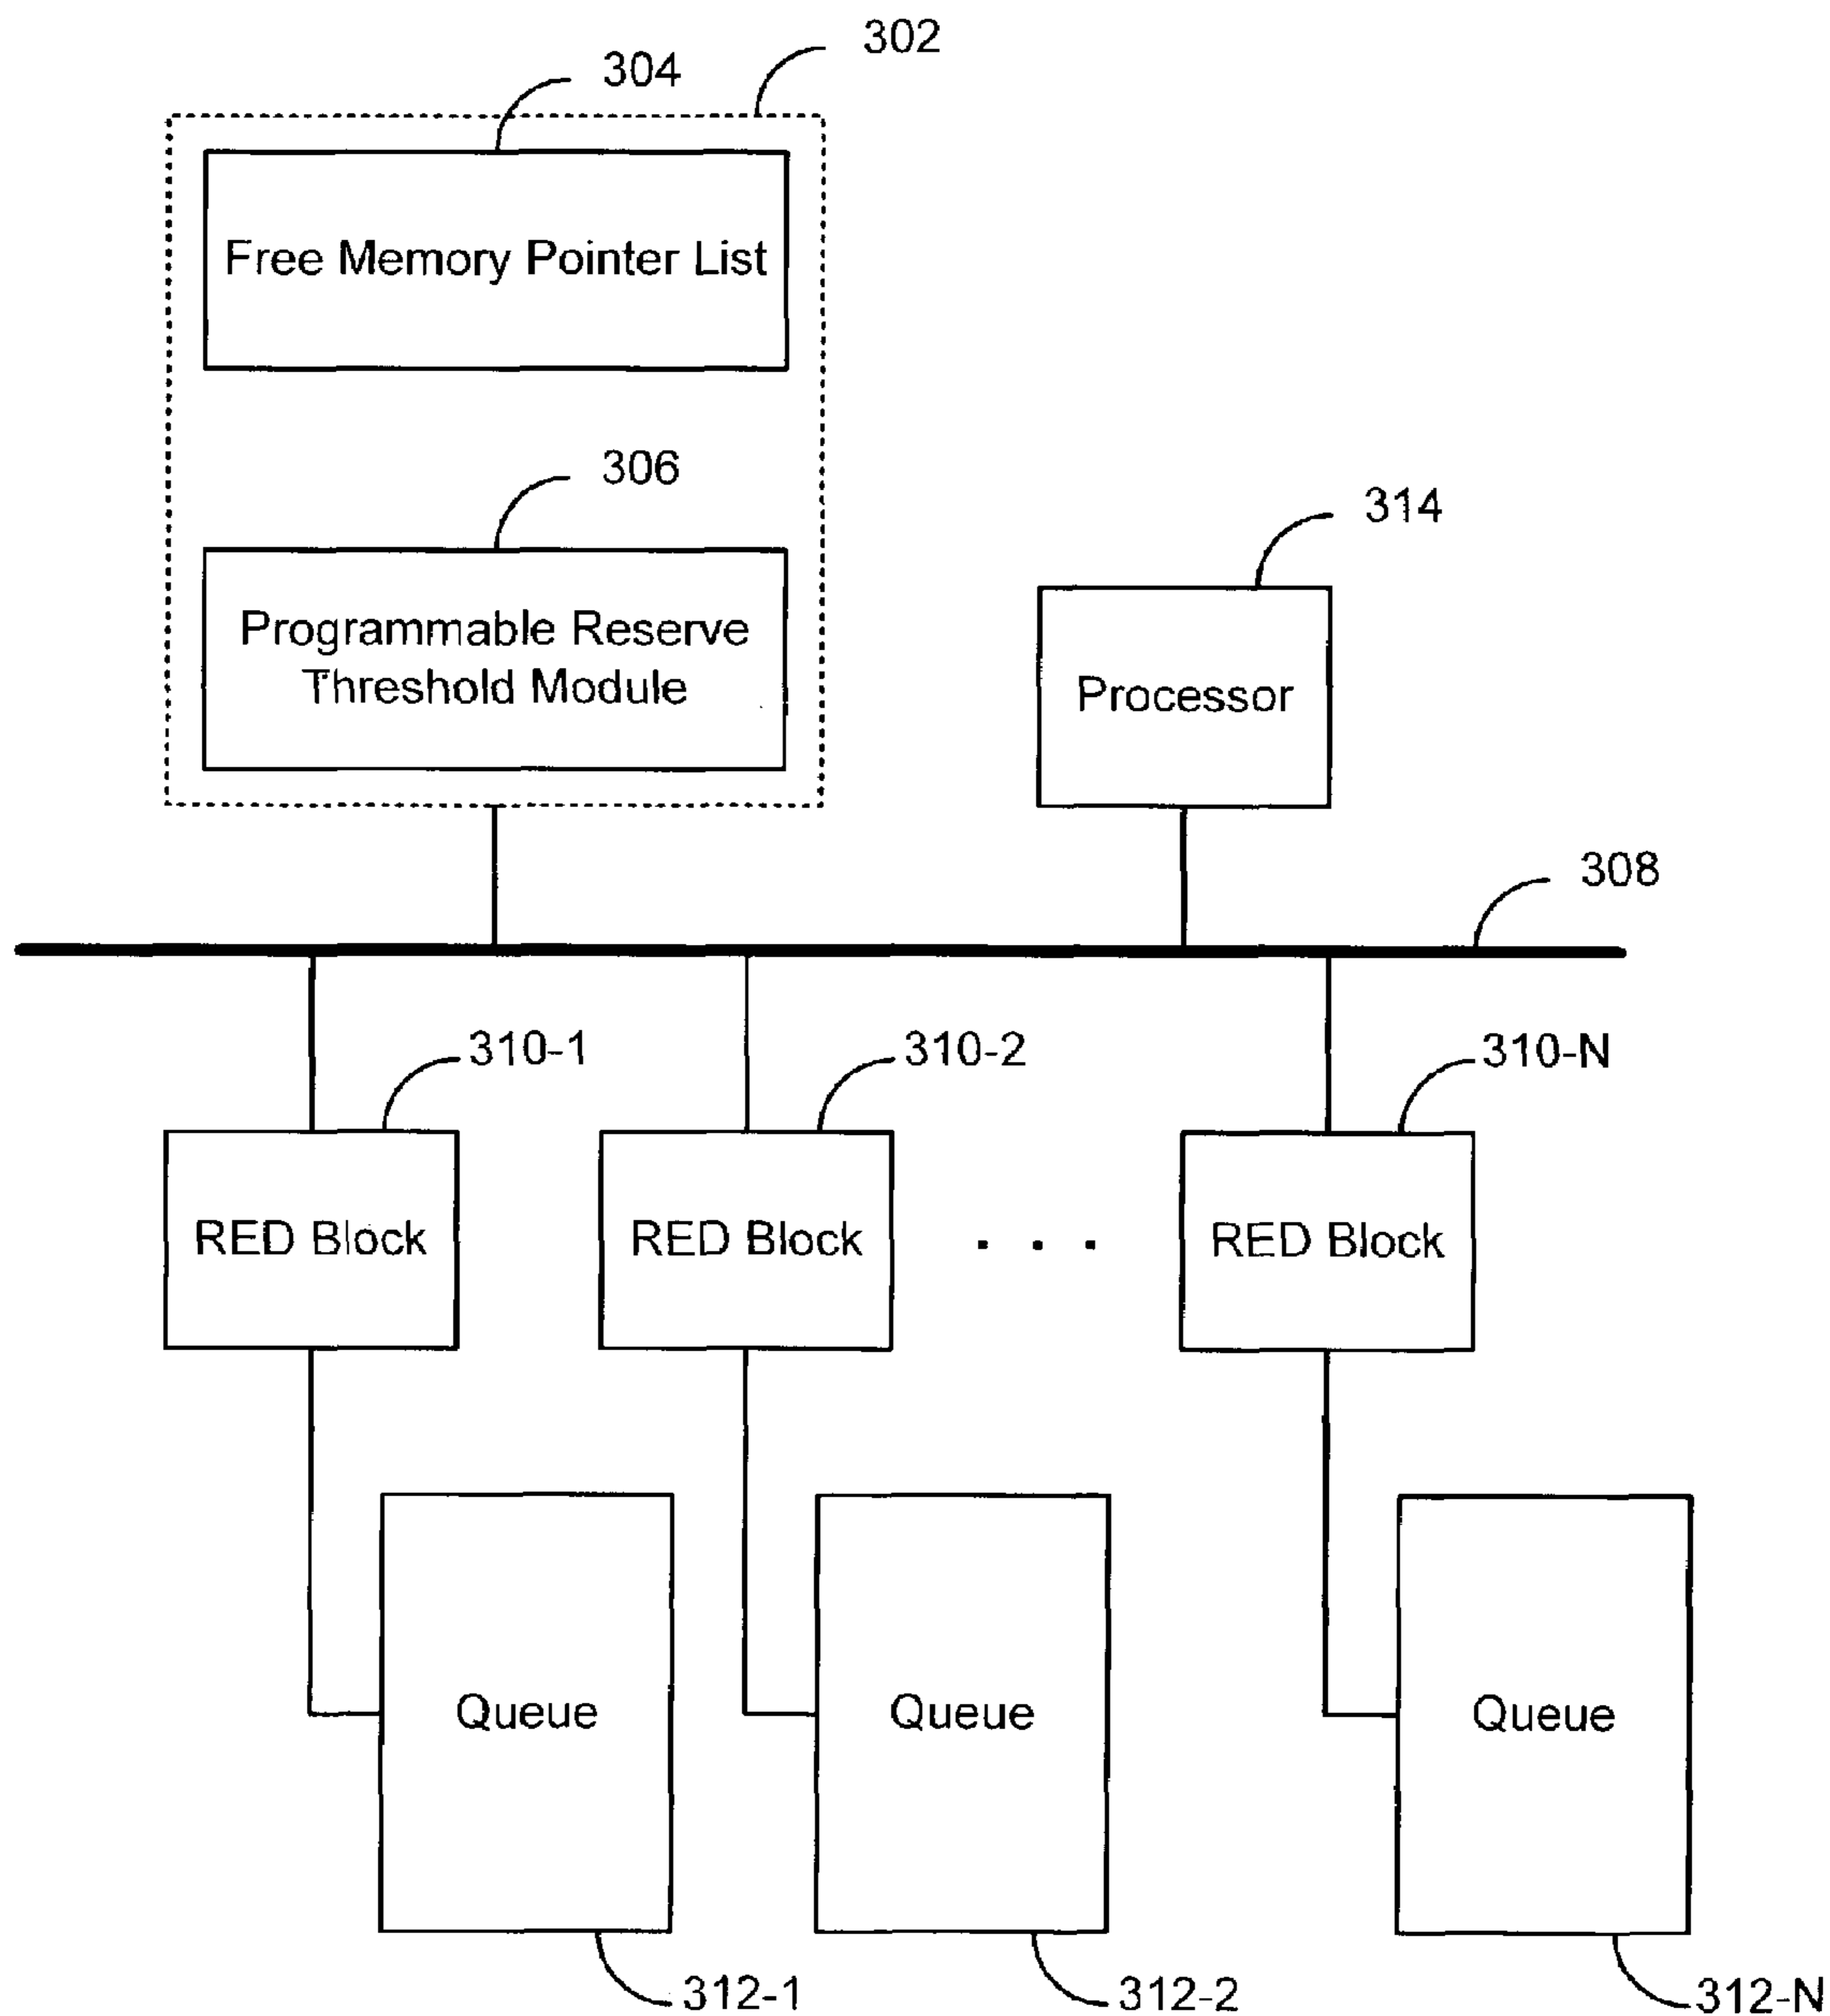 302
304
Free Memory Pointer List
306
Programmable Reserve
Threshold Module
314
Processor
308
310-1
310-2
310-N
RED Block
RED Block
. . .
RED Block
Queue
Queue
Queue
312-1
312-2
312-N